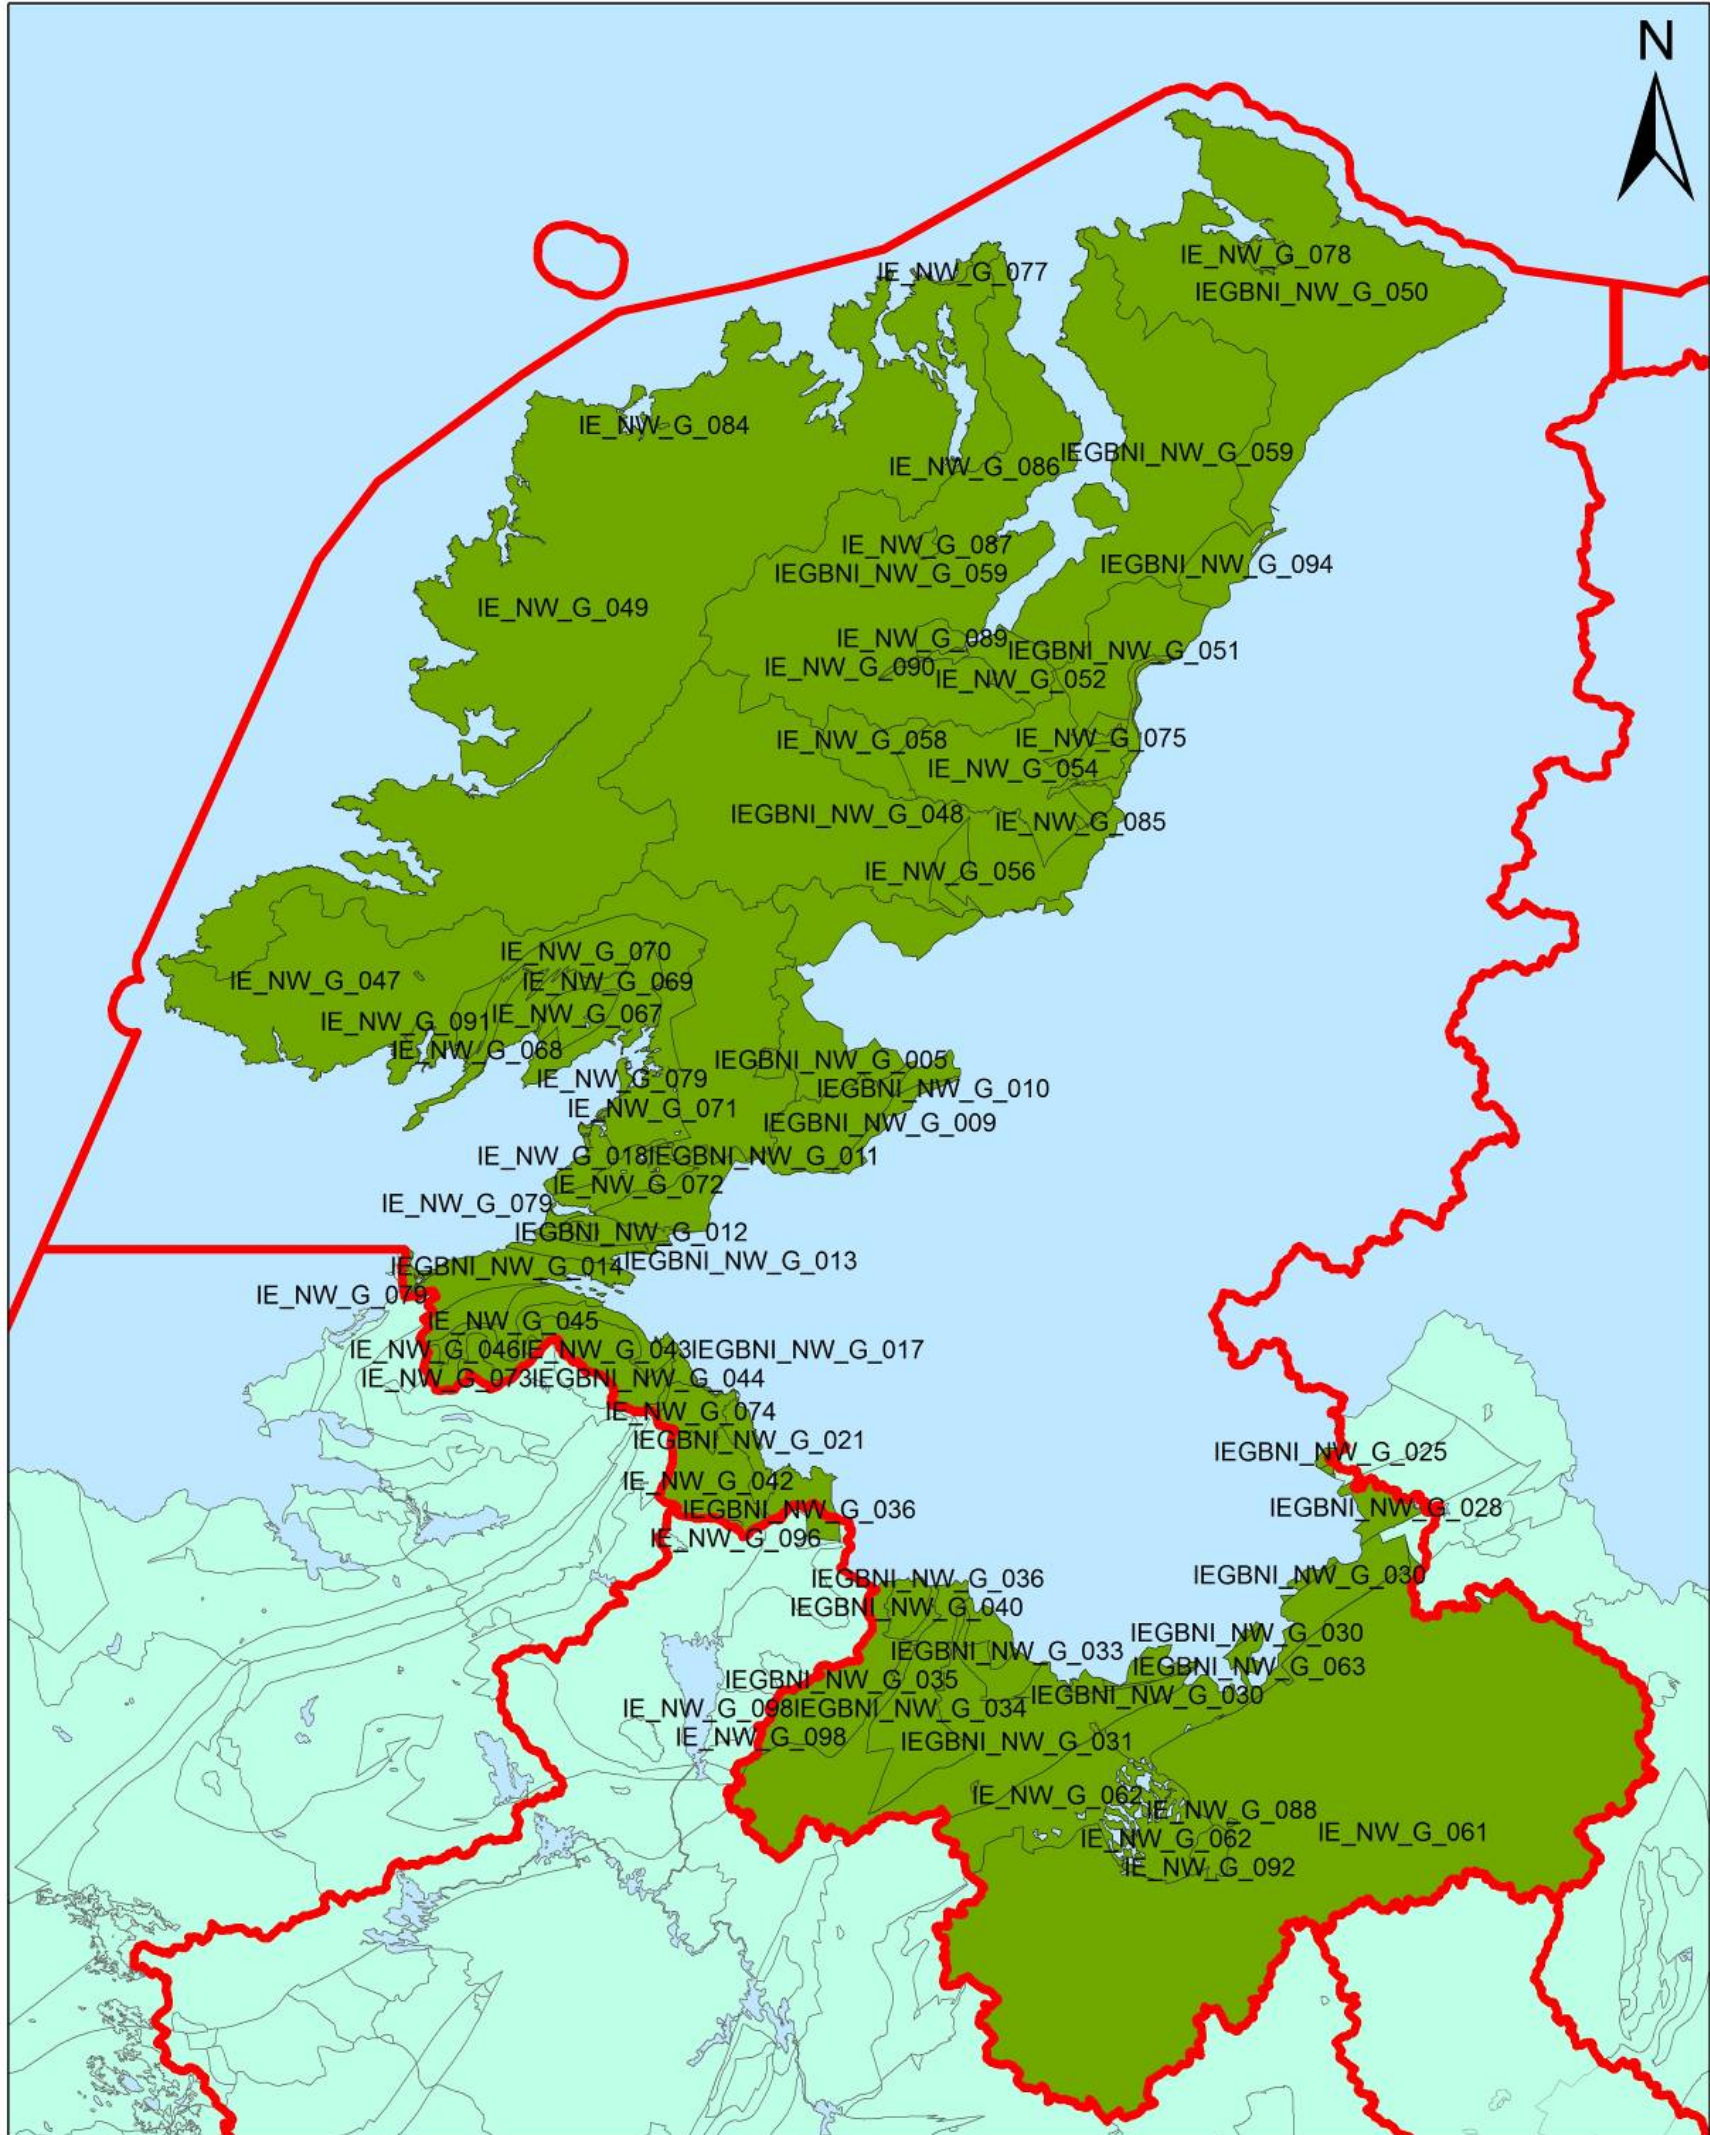 N
IE_NW_G_078
IE_NW_G_077
IEGBNI_NW_G_050
IE_NW_G_084
IEGBNI_NW_G_059
IE_NW_G_086
IE_NW_G_087
IEGBNI_NW_G_094
IEGBNI_NW_G_059
IE_NW_G_049
IE_NW_G_089
IEGBNI_NW_G_051
IE_NW_G_090
IE_NW_G_052
IE_NW_G_058
IE_NW_G_075
IE_NW_G_054
IEGBNI_NW_G_048
IE_NW_G_085
IE_NW_G_056
IE_NW_G_070
IE_NW_G_047
IE_NW_G_069
IE_NW_G_091
IE_NW_G_067
IE_NW_G_068
IEGBNI_NW_G_005
IE_NW_G_079
IEGBNI_NW_G_010
IE_NW_G_071
IEGBNI_NW_G_009
IE_NW_G_018
IEGBNI_NW_G_011
IE_NW_G_072
IE_NW_G_079
IEGBNI_NW_G_012
IEGBNI_NW_G_014
IEGBNI_NW_G_013
IE_NW_G_079
IE_NW_G_045
IE_NW_G_046
IE_NW_G_043
IEGBNI_NW_G_017
IE_NW_G_073
IEGBNI_NW_G_044
IE_NW_G_074
IEGBNI_NW_G_021
IEGBNI_NW_G_025
IE_NW_G_042
IEGBNI_NW_G_036
IEGBNI_NW_G_028
IE_NW_G_096
IEGBNI_NW_G_036
IEGBNI_NW_G_030
IEGBNI_NW_G_040
IEGBNI_NW_G_030
IEGBNI_NW_G_033
IEGBNI_NW_G_063
IEGBNI_NW_G_035
IEGBNI_NW_G_030
IE_NW_G_098
IEGBNI_NW_G_034
IE_NW_G_098
IEGBNI_NW_G_031
IE_NW_G_062
IE_NW_G_088
IE_NW_G_061
IE_NW_G_062
IE_NW_G_092